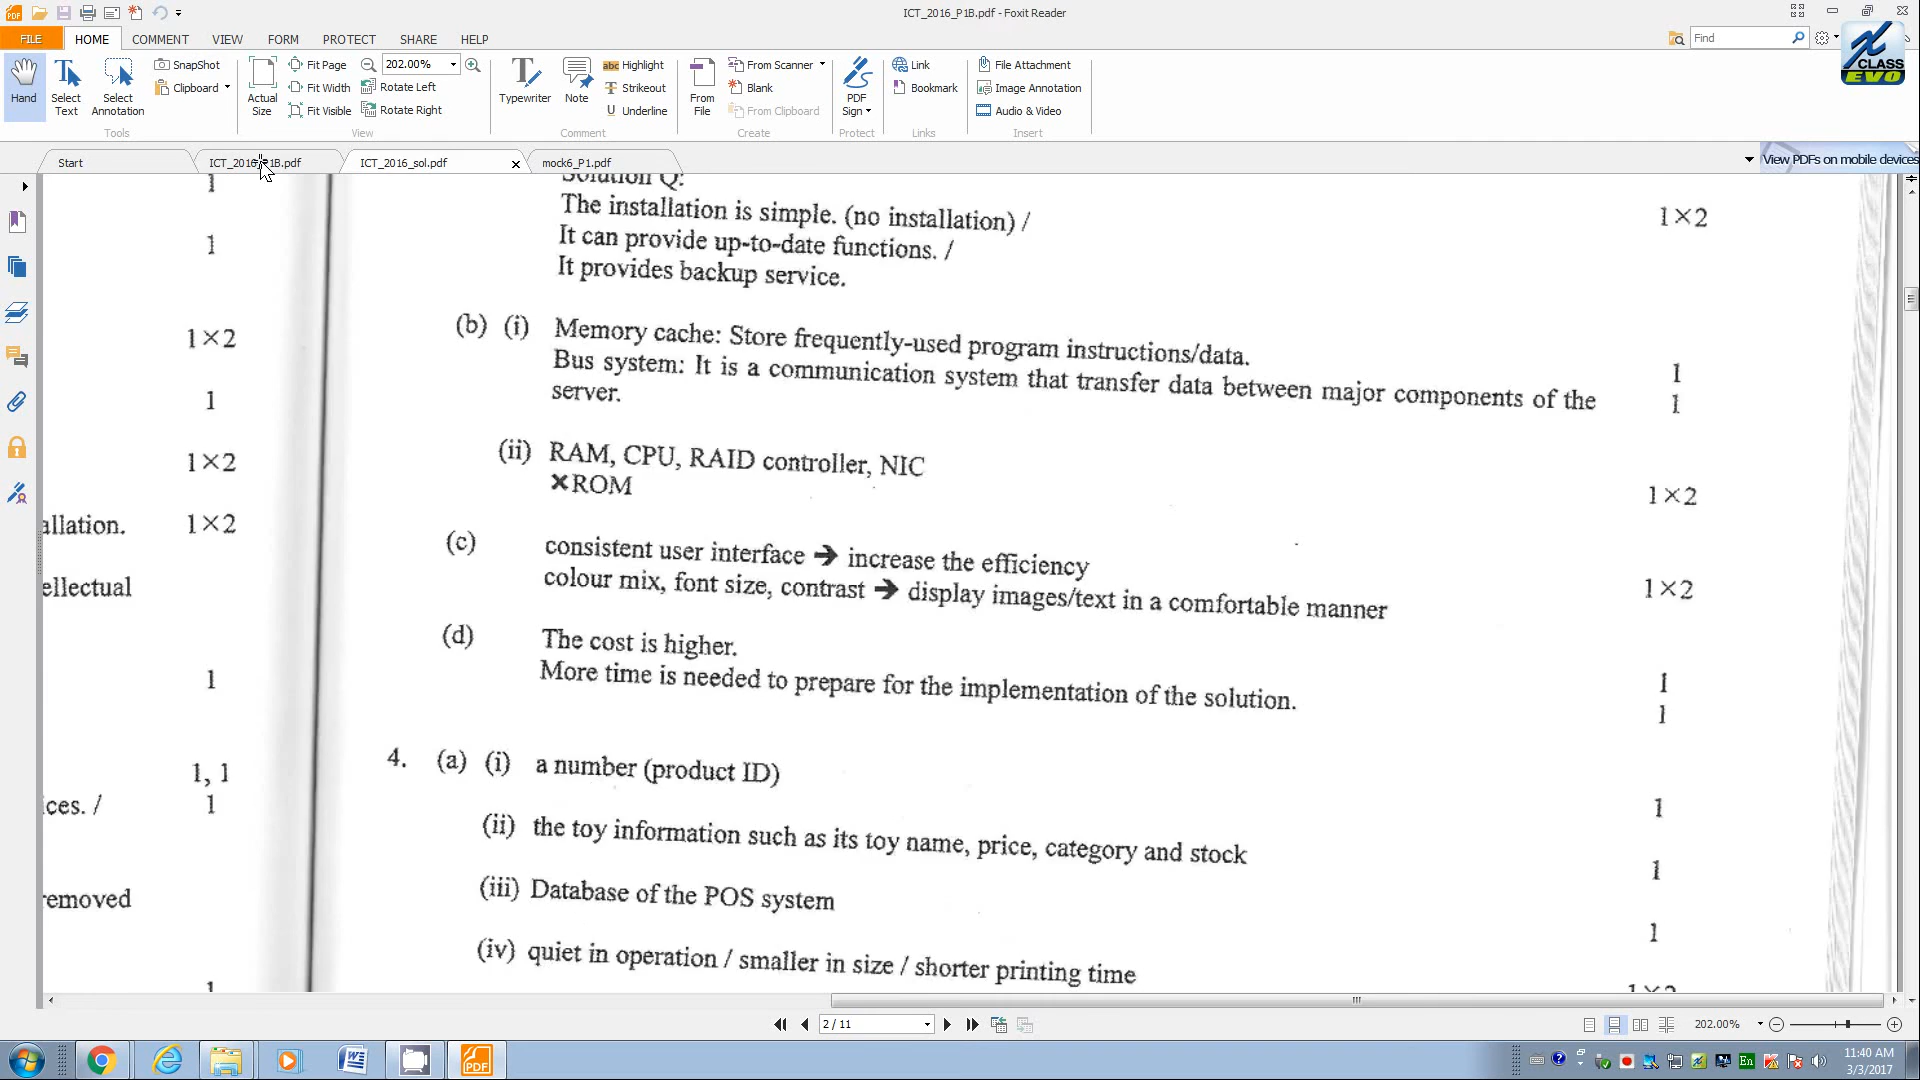 ICT_2016_P1B.pdf - Foxit Reader
FILE HOME COMMENT VIEW FORM PROTECT SHARE HELP
Find
CLASS
EVO
Hand
Select Text
Select Annotation
SnapShot
Clipboard
Tools
Actual Size
Fit Page
Fit Width
Fit Visible
202.00%
Rotate Left
Rotate Right
View
Typewriter
Note
Highlight
Strikeout
Underline
Comment
From File
From Scanner
Blank
From Clipboard
Create
PDF Sign
Protect
Link
Bookmark
Links
File Attachment
Image Annotation
Audio & Video
Insert
Start
ICT_2016_P1B.pdf
ICT_2016_sol.pdf
mock6_P1.pdf
View PDFs on mobile devices
1
1
1×2
1
1×2
allation. 1×2
ellectual
1
1, 1
ices. / 1
removed
1
Solution Q:
The installation is simple. (no installation) / 1×2
It can provide up-to-date functions. /
It provides backup service.
(b) (i) Memory cache: Store frequently-used program instructions/data. 1
Bus system: It is a communication system that transfer data between major components of the 1
server.
(ii) RAM, CPU, RAID controller, NIC 1×2
×ROM
(c) consistent user interface ➔ increase the efficiency 1×2
colour mix, font size, contrast ➔ display images/text in a comfortable manner
(d) The cost is higher. 1
More time is needed to prepare for the implementation of the solution. 1
4. (a) (i) a number (product ID) 1
(ii) the toy information such as its toy name, price, category and stock 1
(iii) Database of the POS system 1
(iv) quiet in operation / smaller in size / shorter printing time 1×2
2 / 11
202.00%
En
11:40 AM
3/3/2017